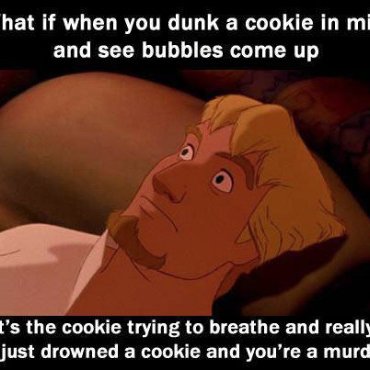 hat if when you dunk a cookie in mi
and see bubbles come up
t's the cookie trying to breathe and really
just drowned a cookie and you're a murd